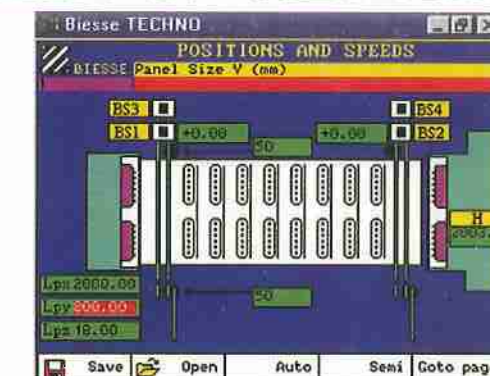 Biesse TECHNO
POSITIONS AND SPEEDS
BIESSE Panel Size Y (mm)
BS3 BS4
BS1 +0.00 +0.00 BS2
50
H
Lpx 2000.00
Lpy 800.00
50
Lpz 18.00
Save Open Auto Semi Goto pag